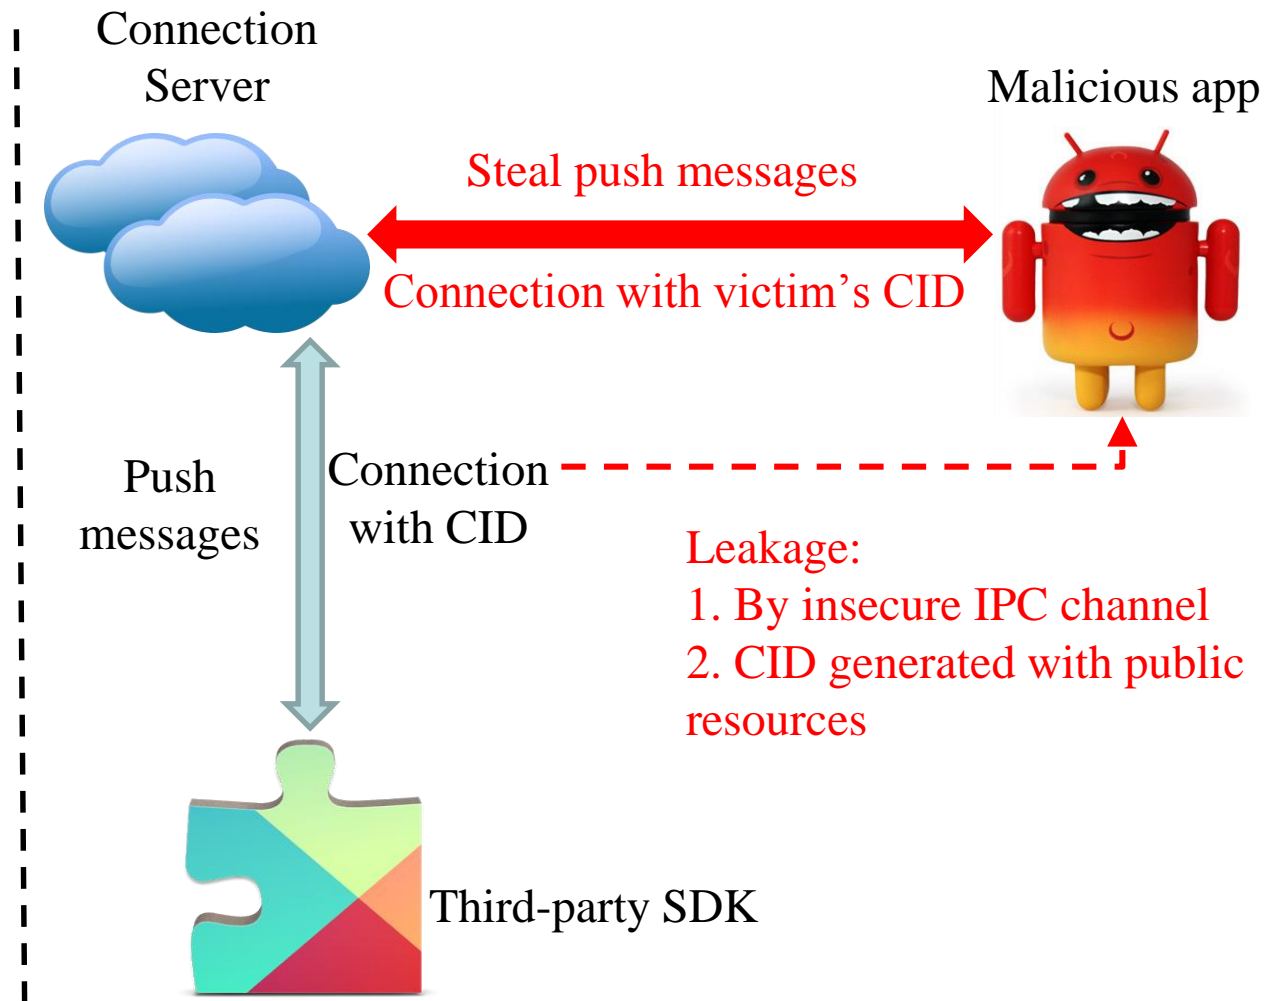 Connection
Server
Malicious app
Steal push messages
Connection with victim’s CID
Push
messages
Connection
with CID
Leakage:
1. By insecure IPC channel
2. CID generated with public
resources
Third-party SDK